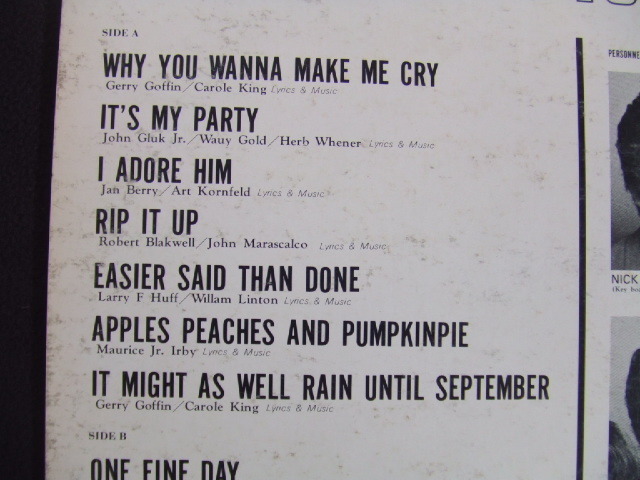 SIDE A
WHY YOU WANNA MAKE ME CRY
Gerry Goffin/Carole King Lyrics & Music
IT'S MY PARTY
John Gluk Jr./Wauy Gold/Herb Whener Lyrics & Music
I ADORE HIM
Jan Berry/Art Kornfeld Lyrics & Music
RIP IT UP
Robert Blakwell/John Marascalco Lyrics & Music
EASIER SAID THAN DONE
Larry F Huff/Willam Linton Lyrics & Music
APPLES PEACHES AND PUMPKINPIE
Maurice Jr. Irby Lyrics & Music
IT MIGHT AS WELL RAIN UNTIL SEPTEMBER
Gerry Goffin/Carole King Lyrics & Music
SIDE B
ONE FINE DAY
PERSONNE
NICK